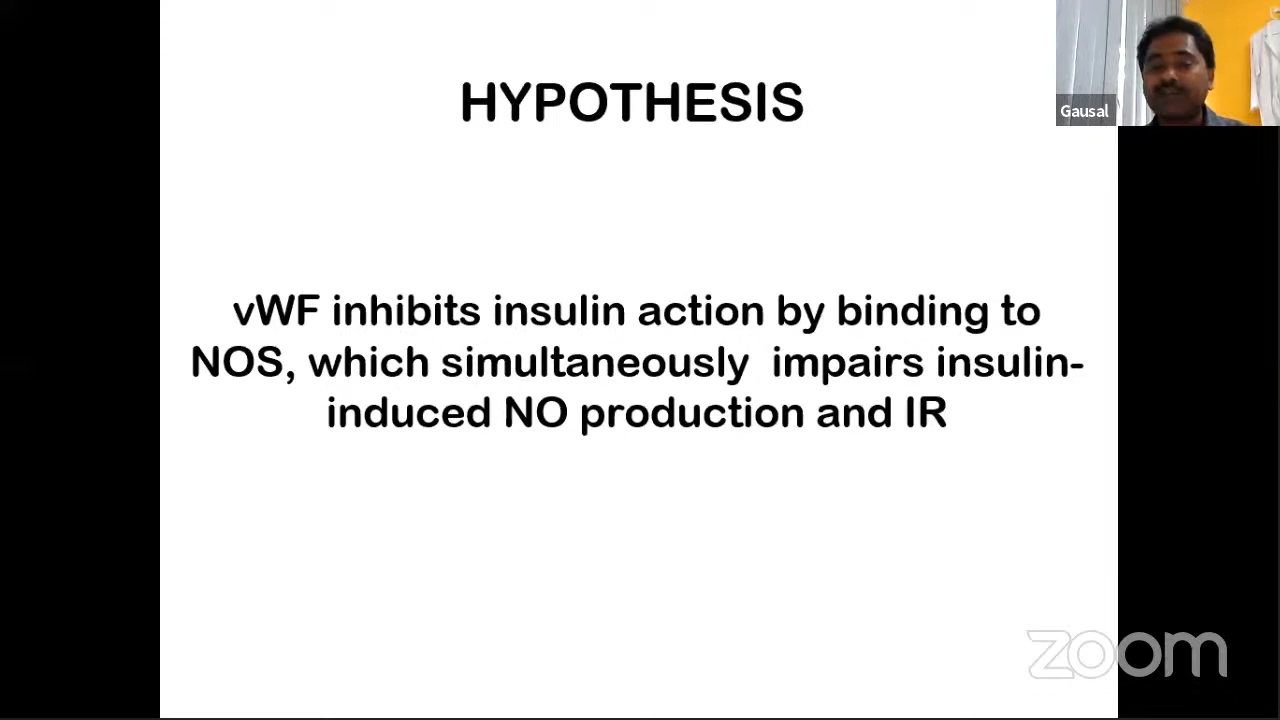 HYPOTHESIS
Gausal
vWF inhibits insulin action by binding to
NOS, which simultaneously  impairs insulin-
induced NO production and IR
zoom